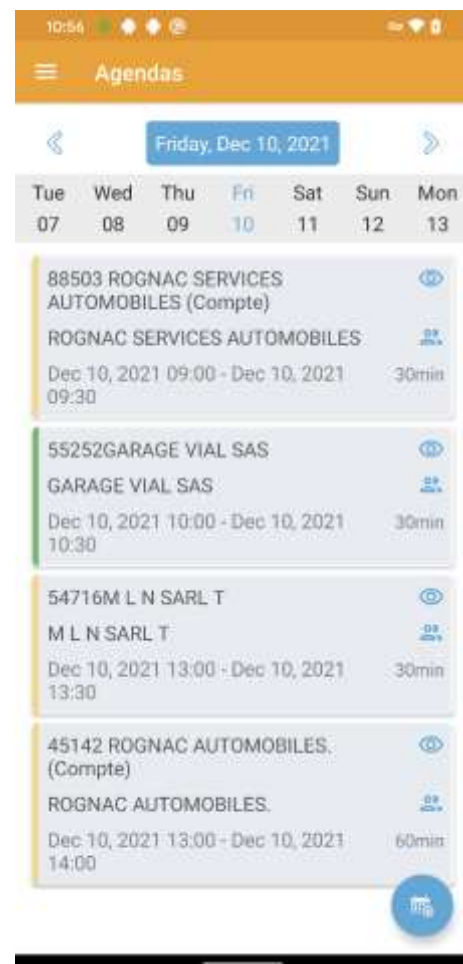 10:56
Agendas
Friday, Dec 10, 2021
Tue Wed Thu Fri Sat Sun Mon
07 08 09 10 11 12 13
88503 ROGNAC SERVICES
AUTOMOBILES (Compte)
ROGNAC SERVICES AUTOMOBILES
Dec 10, 2021 09:00 - Dec 10, 2021 30min
09:30
55252GARAGE VIAL SAS
GARAGE VIAL SAS
Dec 10, 2021 10:00 - Dec 10, 2021 30min
10:30
54716M L N SARL T
M L N SARL T
Dec 10, 2021 13:00 - Dec 10, 2021 30min
13:30
45142 ROGNAC AUTOMOBILES.
(Compte)
ROGNAC AUTOMOBILES.
Dec 10, 2021 13:00 - Dec 10, 2021 60min
14:00